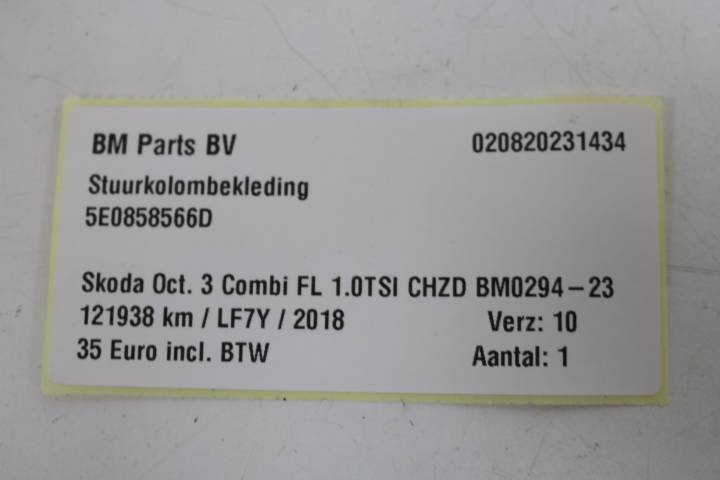 BM Parts BV 020820231434
Stuurkolombekleding
5E0858566D
Skoda Oct. 3 Combi FL 1.0TSI CHZD BM0294-23
121938 km / LF7Y / 2018 Verz: 10
35 Euro incl. BTW Aantal: 1